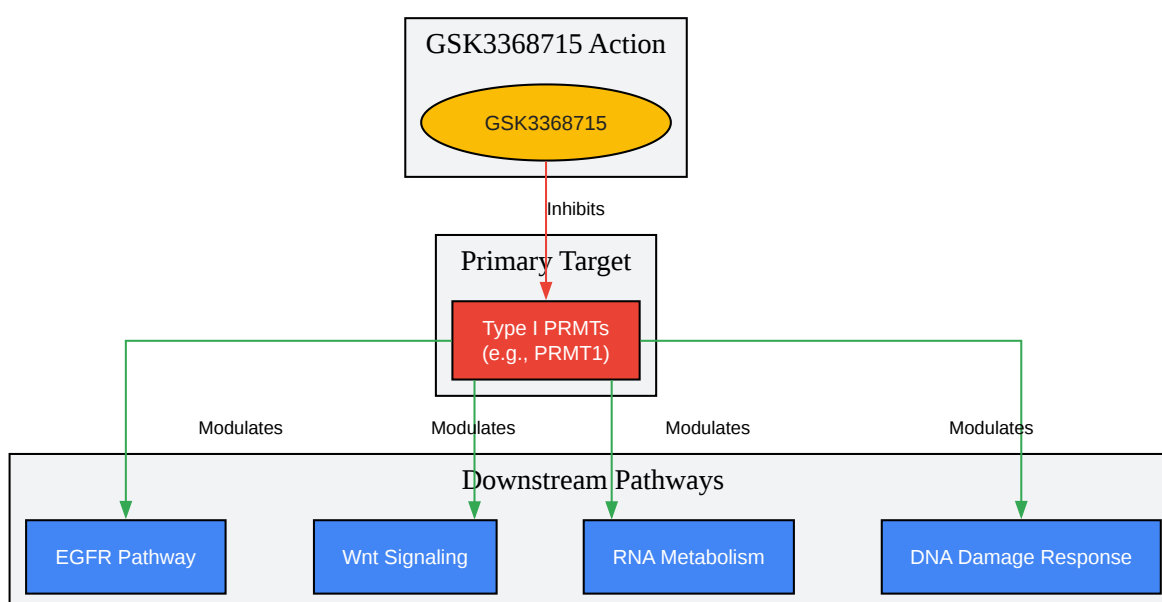 GSK3368715 Action
GSK3368715
Inhibits
Primary Target
Type I PRMTs
(e.g., PRMT1)
Modulates
Modulates
Modulates
Modulates
Downstream Pathways
EGFR Pathway
Wnt Signaling
RNA Metabolism
DNA Damage Response